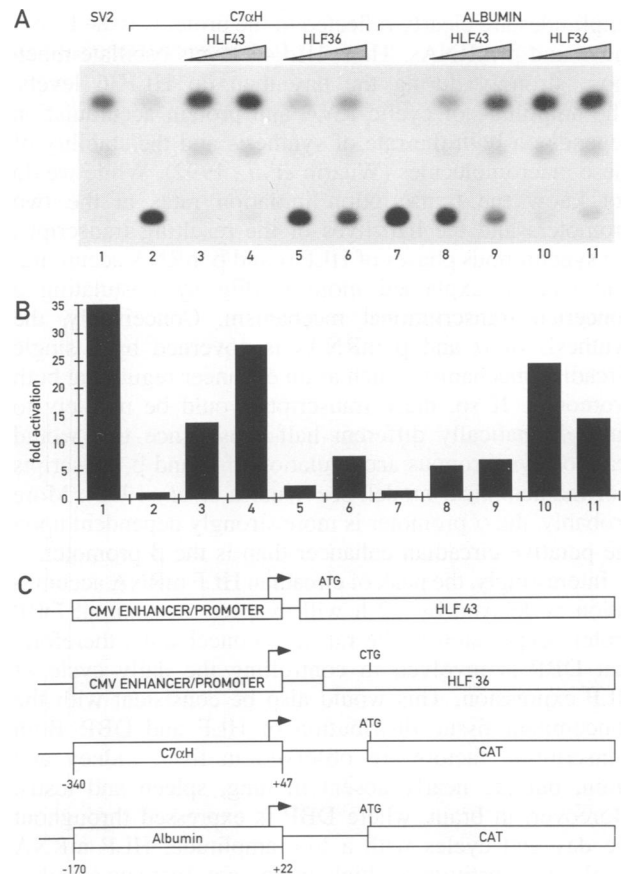 A
SV2 C7αH ALBUMIN
HLF43 HLF36 HLF43 HLF36
1 2 3 4 5 6 7 8 9 10 11
B
fold activation
35
30
25
20
15
10
5
0
1 2 3 4 5 6 7 8 9 10 11
C
ATG
CMV ENHANCER/PROMOTER HLF 43
CTG
CMV ENHANCER/PROMOTER HLF 36
ATG
C7αH CAT
-340 +47
ATG
Albumin CAT
-170 +22